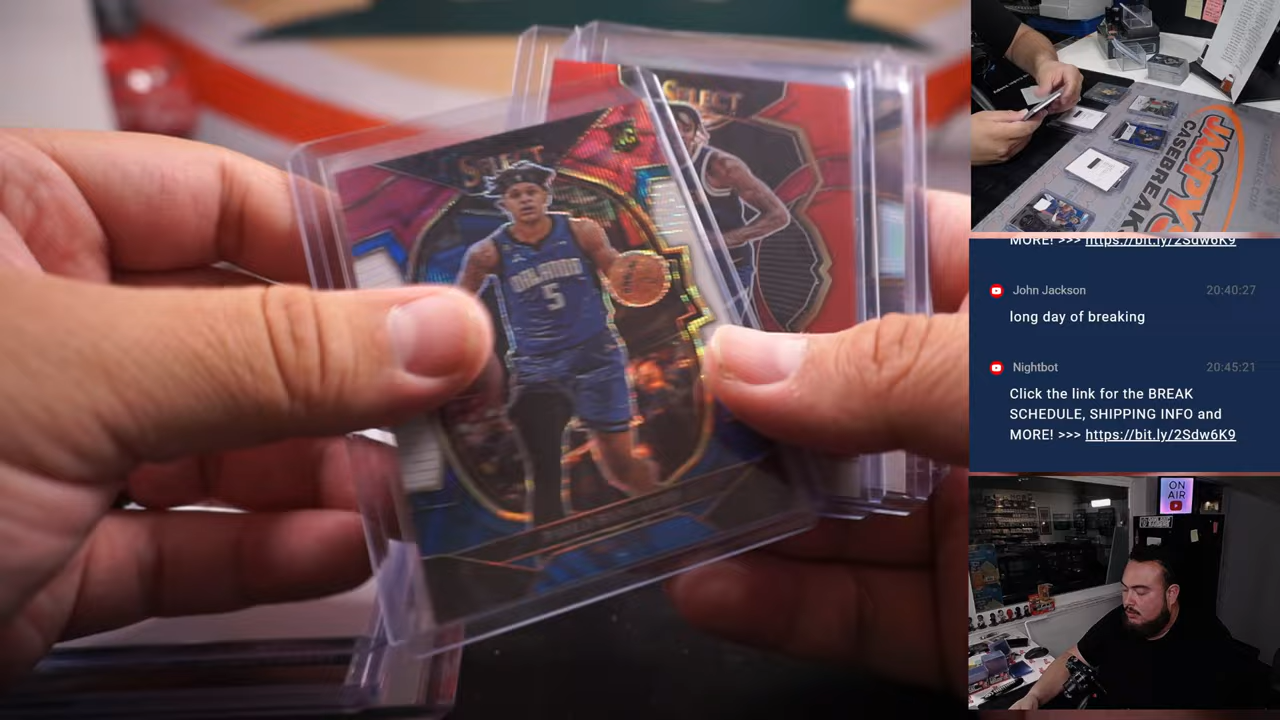 SELECT
SELECT
ORLANDO
5
JASPY'S
CASEBREAK
MORE! >>> https://bit.ly/2Sdw6K9
John Jackson 20:40:27
long day of breaking
Nightbot 20:45:21
Click the link for the BREAK
SCHEDULE, SHIPPING INFO and
MORE! >>> https://bit.ly/2Sdw6K9
ON
AIR